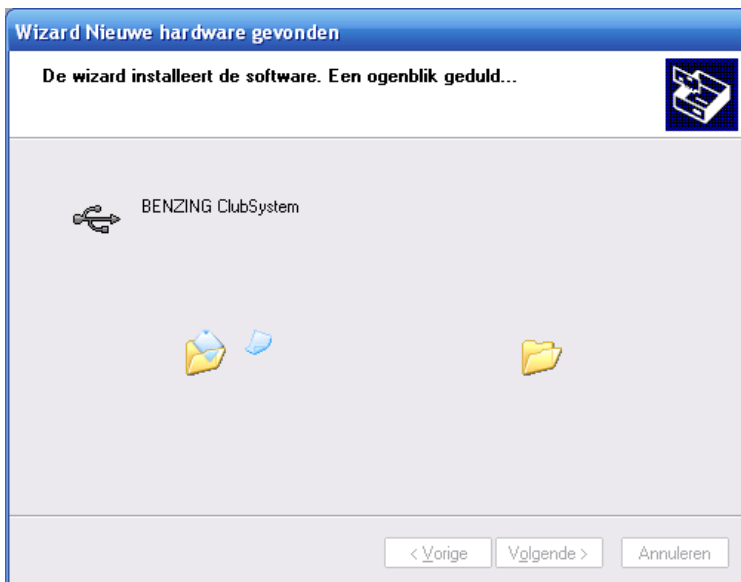 Wizard Nieuwe hardware gevonden
De wizard installeert de software. Een ogenblik geduld...
BENZING ClubSystem
< Vorige
Volgende >
Annuleren